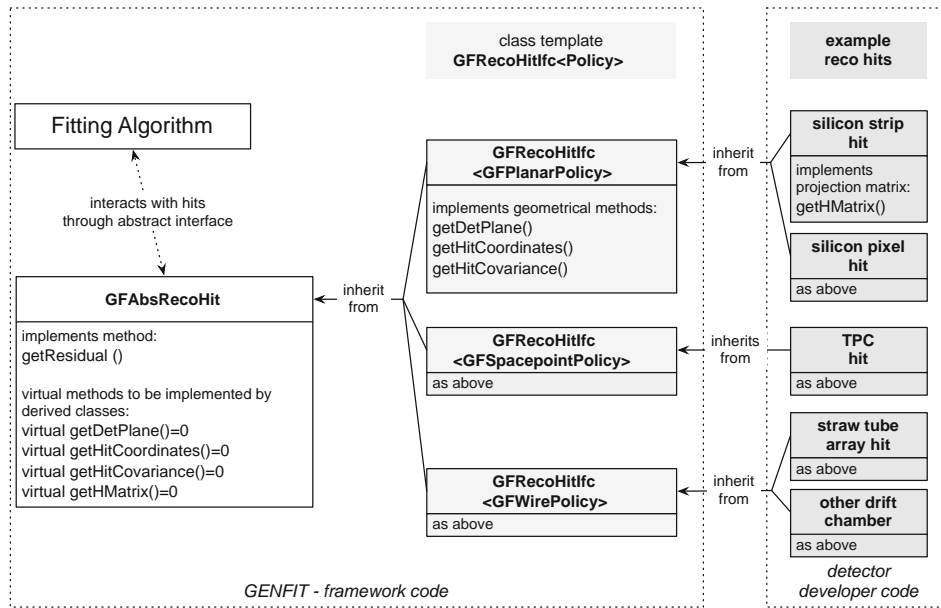 class template
GFRecoHitIfc<Policy>
example
reco hits
Fitting Algorithm
interacts with hits
through abstract interface
GFAbsRecoHit
implements method:
getResidual ()
virtual methods to be implemented by
derived classes:
virtual getDetPlane()=0
virtual getHitCoordinates()=0
virtual getHitCovariance()=0
virtual getHMatrix()=0
inherit
from
GFRecoHitIfc
<GFPlanarPolicy>
implements geometrical methods:
getDetPlane()
getHitCoordinates()
getHitCovariance()
GFRecoHitIfc
<GFSpacepointPolicy>
as above
GFRecoHitIfc
<GFWirePolicy>
as above
inherit
from
inherits
from
inherit
from
silicon strip
hit
implements
projection matrix:
getHMatrix()
silicon pixel
hit
as above
TPC
hit
as above
straw tube
array hit
as above
other drift
chamber
as above
GENFIT - framework code
detector
developer code